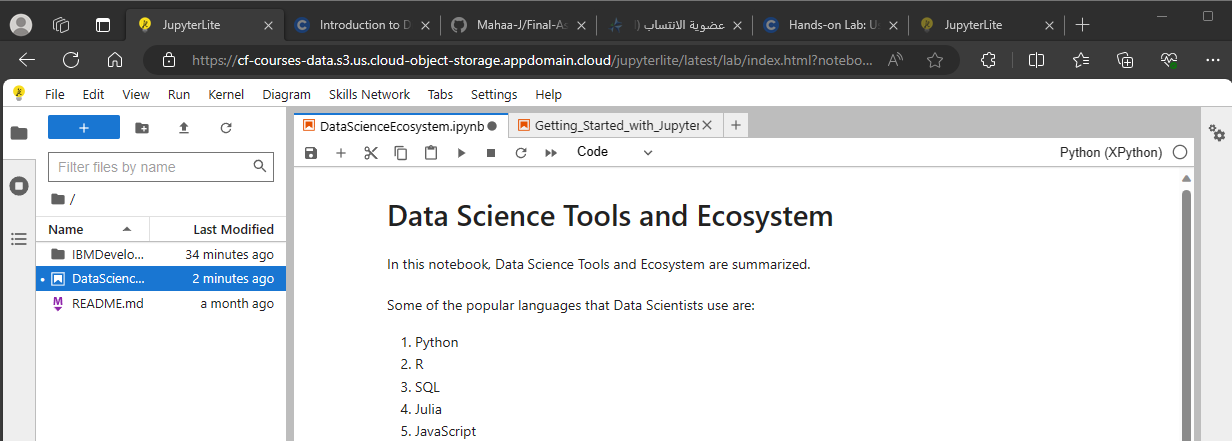 JupyterLite
Introduction to D
Mahaa-J/Final-As
عضوية الانتساب (
Hands-on Lab: Us
JupyterLite
https://cf-courses-data.s3.us.cloud-object-storage.appdomain.cloud/jupyterlite/latest/lab/index.html?notebo...
File Edit View Run Kernel Diagram Skills Network Tabs Settings Help
DataScienceEcosystem.ipynb
Getting_Started_with_Jupyter
Code
Python (XPython)
Filter files by name
/
Name Last Modified
IBMDevelo... 34 minutes ago
DataScienc... 2 minutes ago
README.md a month ago
Data Science Tools and Ecosystem
In this notebook, Data Science Tools and Ecosystem are summarized.
Some of the popular languages that Data Scientists use are:
1. Python
2. R
3. SQL
4. Julia
5. JavaScript